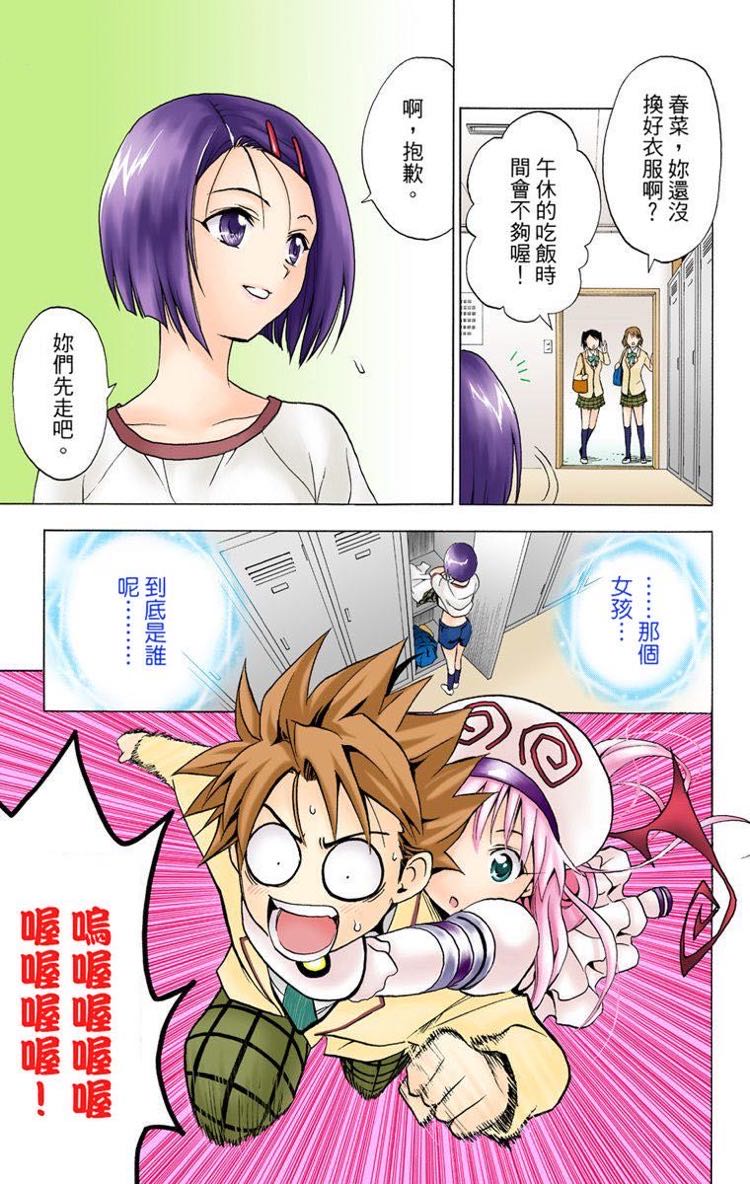 春菜，妳還沒
換好衣服啊？
午休的吃飯時
間會不夠喔！
啊，抱歉。
妳們先走吧。
……那個
女孩…
到底是誰
呢………
嗚喔喔喔喔
喔喔喔喔！